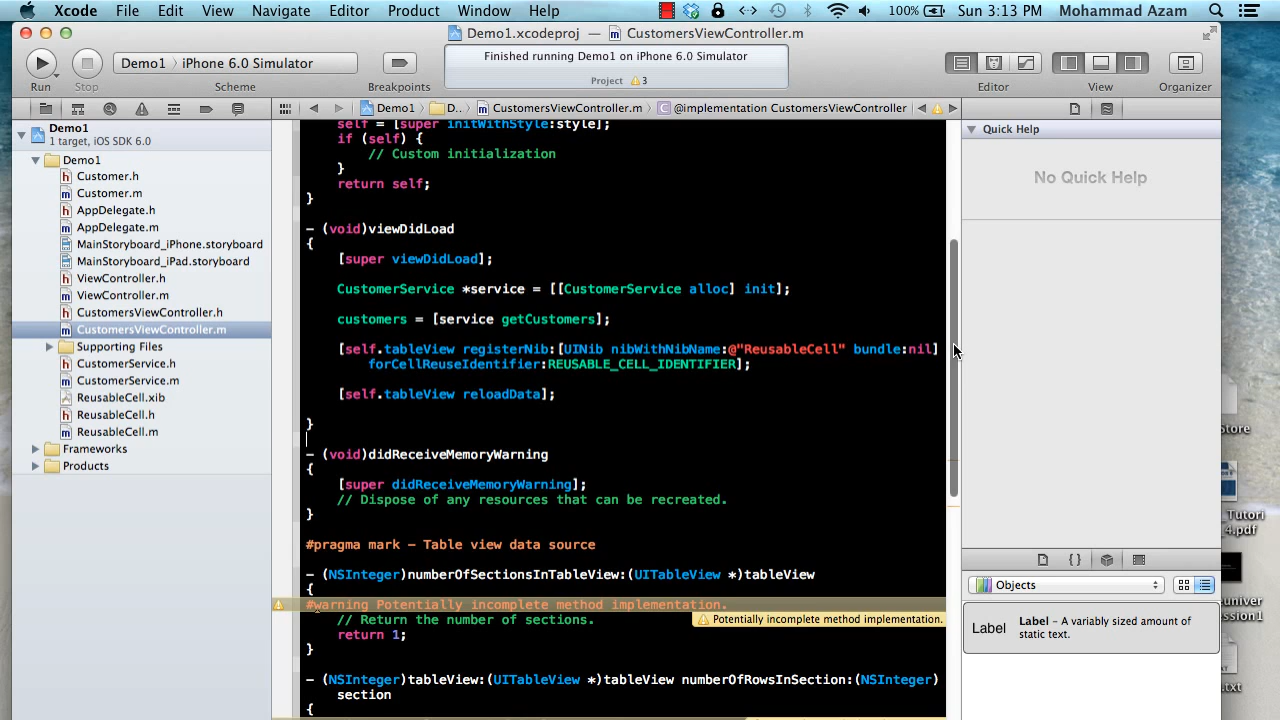 Xcode File Edit View Navigate Editor Product Window Help 100% Sun 3:13 PM Mohammad Azam
Demo1.xcodeproj — CustomersViewController.m
Run
Stop
Demo1 〉 iPhone 6.0 Simulator
Scheme
Breakpoints
Finished running Demo1 on iPhone 6.0 Simulator
Project 3
Editor
View
Organizer
Demo1 D... CustomersViewController.m @implementation CustomersViewController
Demo1
1 target, iOS SDK 6.0
Demo1
Customer.h
Customer.m
AppDelegate.h
AppDelegate.m
MainStoryboard_iPhone.storyboard
MainStoryboard_iPad.storyboard
ViewController.h
ViewController.m
CustomersViewController.h
CustomersViewController.m
Supporting Files
CustomerService.h
CustomerService.m
ReusableCell.xib
ReusableCell.h
ReusableCell.m
Frameworks
Products
self = [super initWithStyle:style];
if (self) {
// Custom initialization
}
return self;
}
- (void)viewDidLoad
{
[super viewDidLoad];
CustomerService *service = [[CustomerService alloc] init];
customers = [service getCustomers];
[self.tableView registerNib:[UINib nibWithNibName:@"ReusableCell" bundle:nil]
forCellReuseIdentifier:REUSABLE_CELL_IDENTIFIER];
[self.tableView reloadData];
}
- (void)didReceiveMemoryWarning
{
[super didReceiveMemoryWarning];
// Dispose of any resources that can be recreated.
}
#pragma mark - Table view data source
- (NSInteger)numberOfSectionsInTableView:(UITableView *)tableView
{
#warning Potentially incomplete method implementation.
Potentially incomplete method implementation.
// Return the number of sections.
return 1;
}
- (NSInteger)tableView:(UITableView *)tableView numberOfRowsInSection:(NSInteger)
section
{
Quick Help
No Quick Help
Objects
Label
Label - A variably sized amount of
static text.
Store
_Tutori
_4.pdf
univer
ession1
.txt